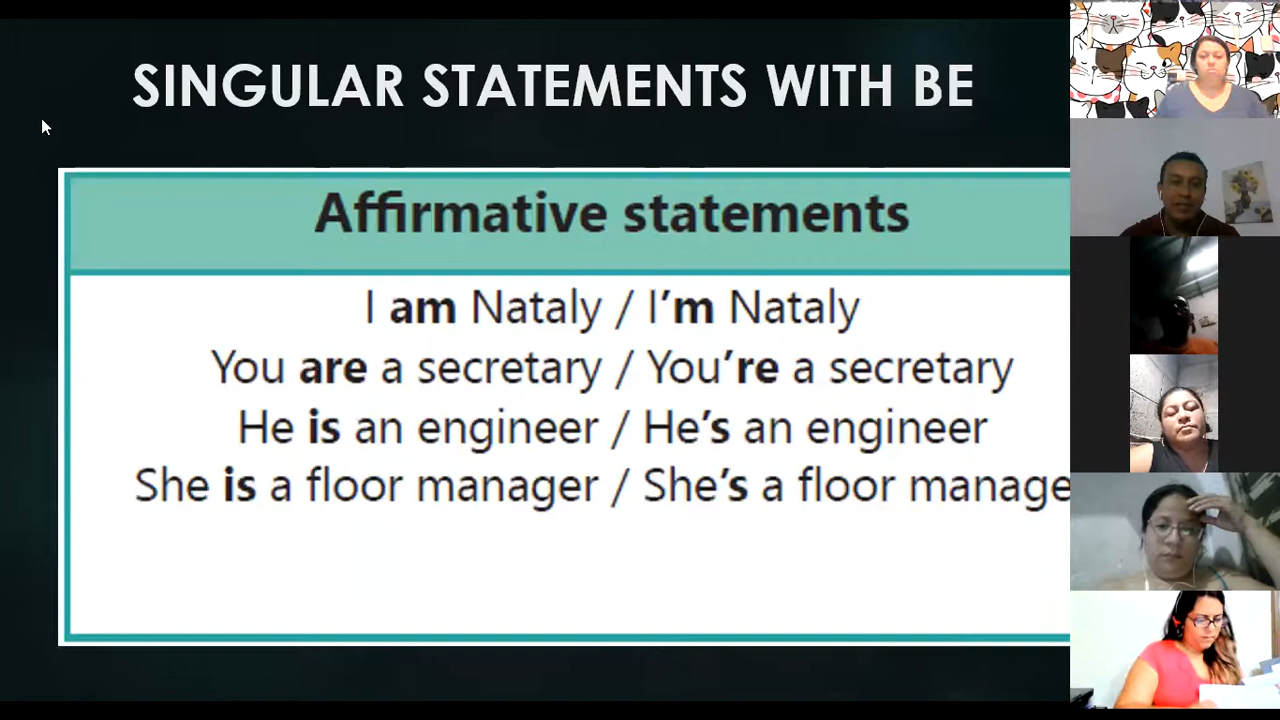 SINGULAR STATEMENTS WITH BE
Affirmative statements
I am Nataly / I'm Nataly
You are a secretary / You're a secretary
He is an engineer / He's an engineer
She is a floor manager / She's a floor manage